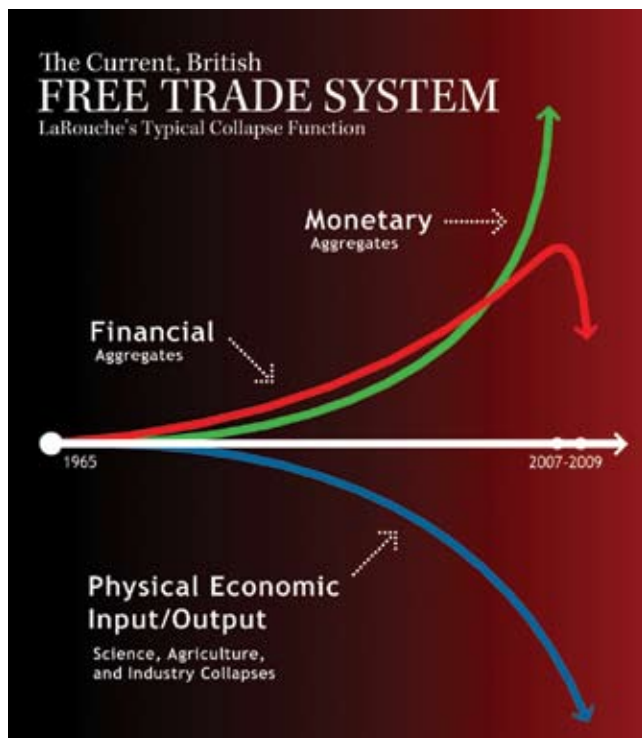 The Current, British
FREE TRADE SYSTEM
LaRouche's Typical Collapse Function
Monetary
Aggregates
Financial
Aggregates
1965
2007-2009
Physical Economic
Input/Output
Science, Agriculture,
and Industry Collapses